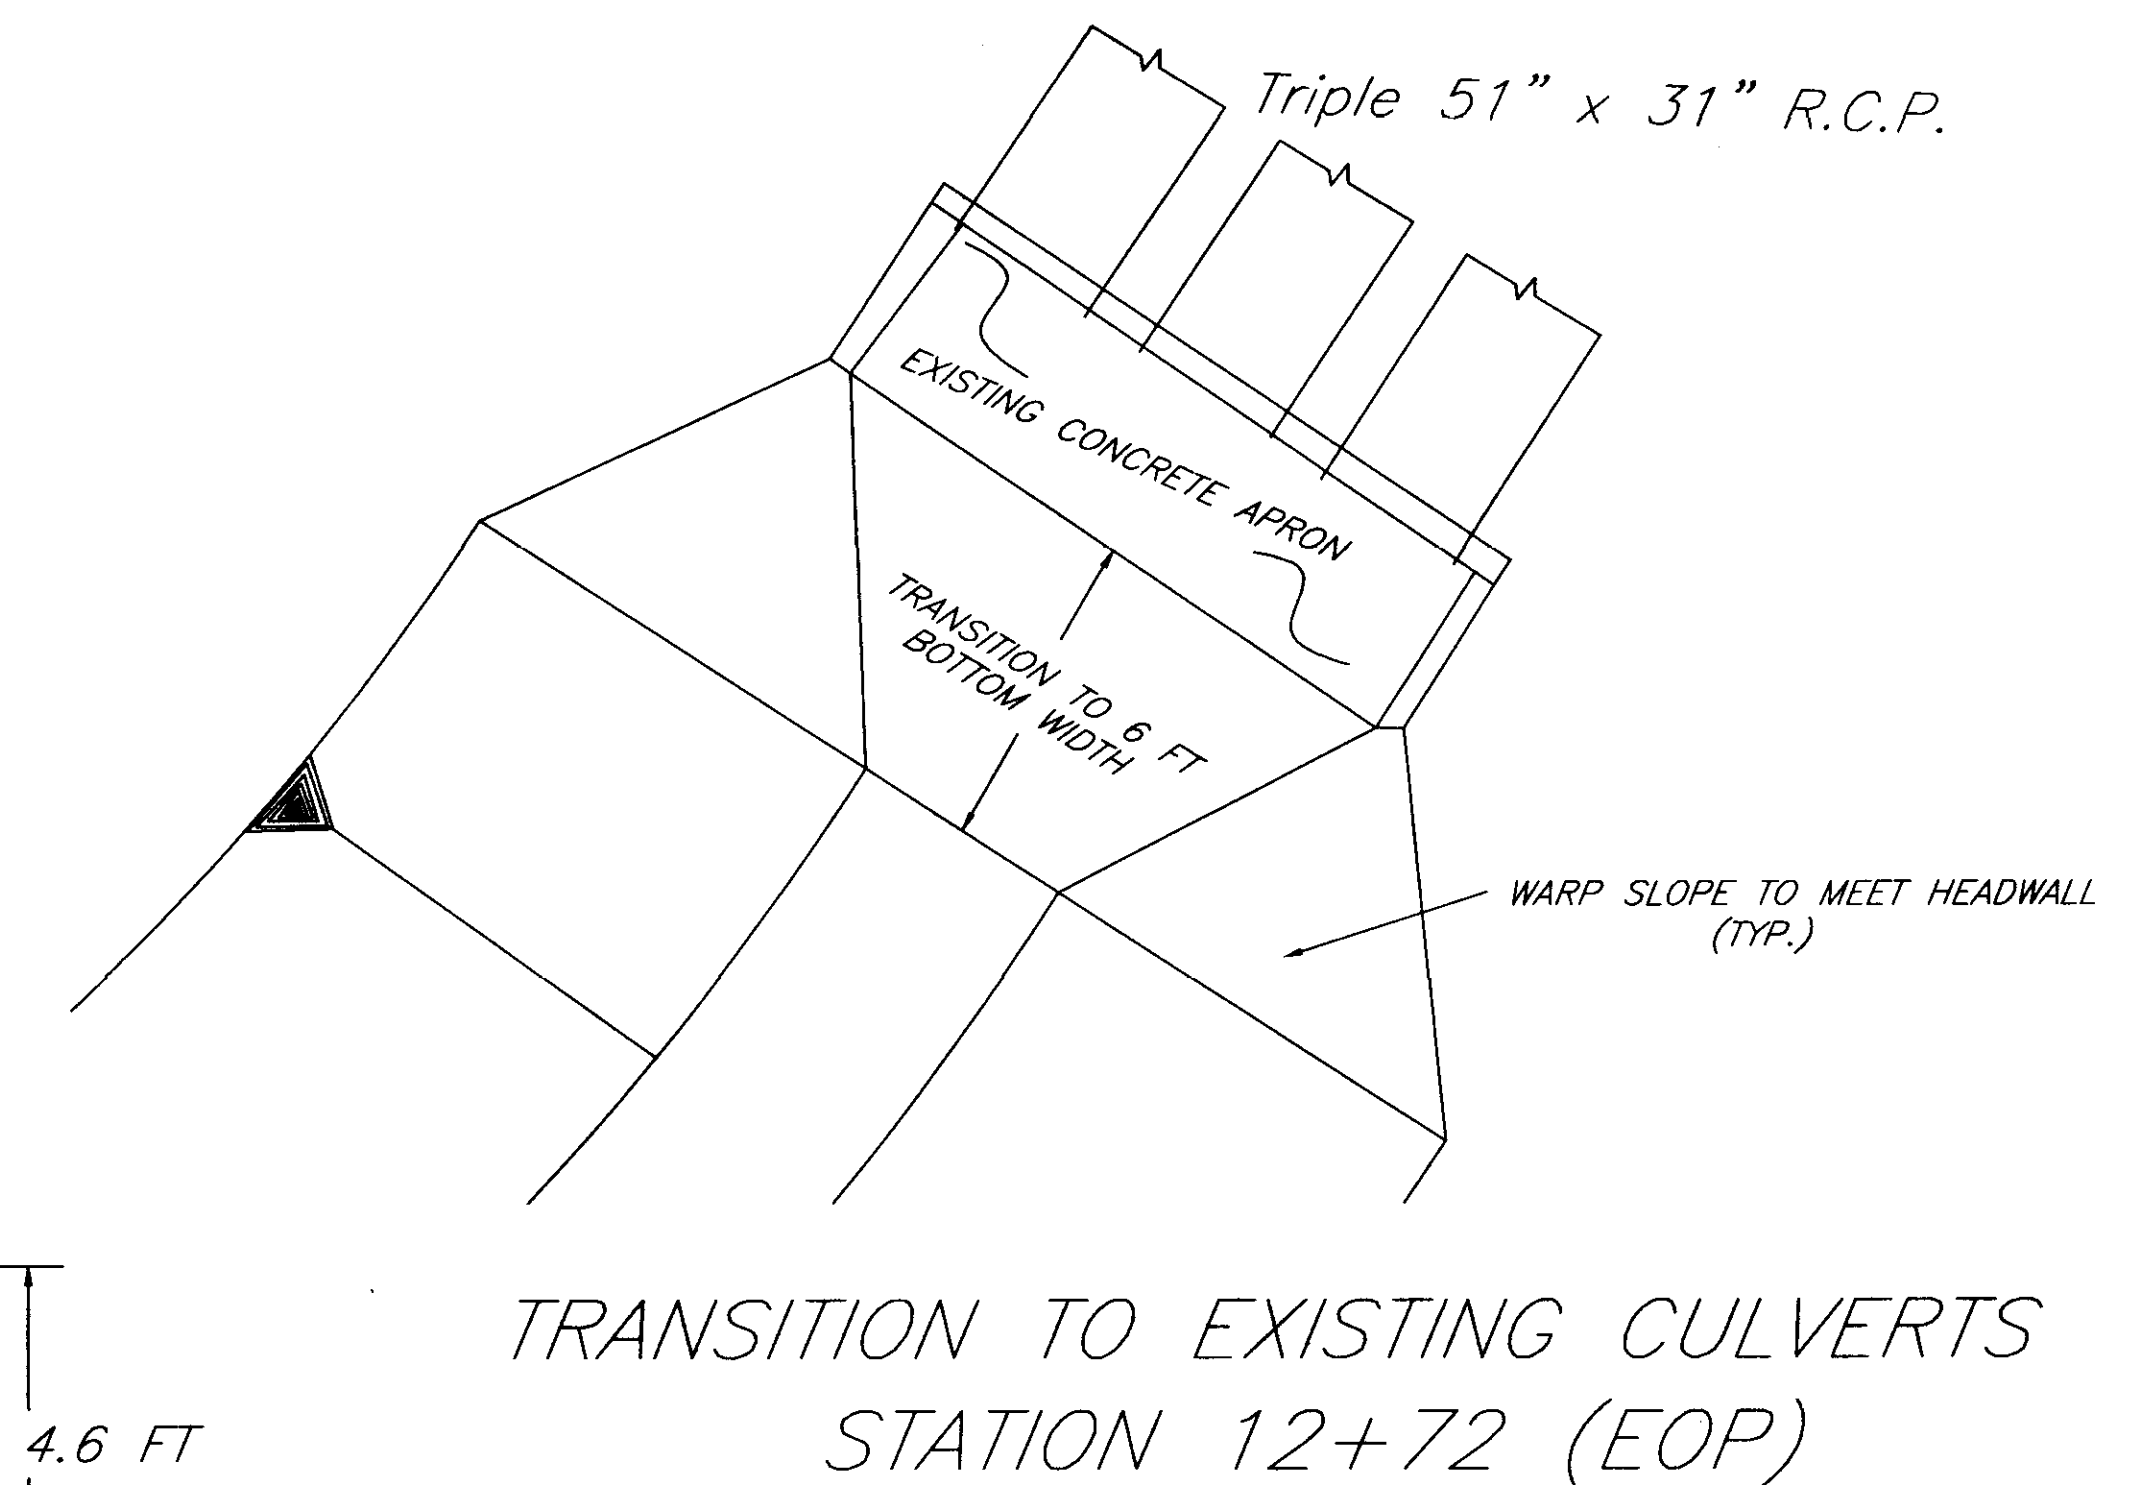 Triple 51" x 31" R.C.P.
EXISTING CONCRETE APRON
TRANSITION TO 6 FT
BOTTOM WIDTH
WARP SLOPE TO MEET HEADWALL
(TYP.)
TRANSITION TO EXISTING CULVERTS
STATION 12+72 (EOP)
4.6 FT